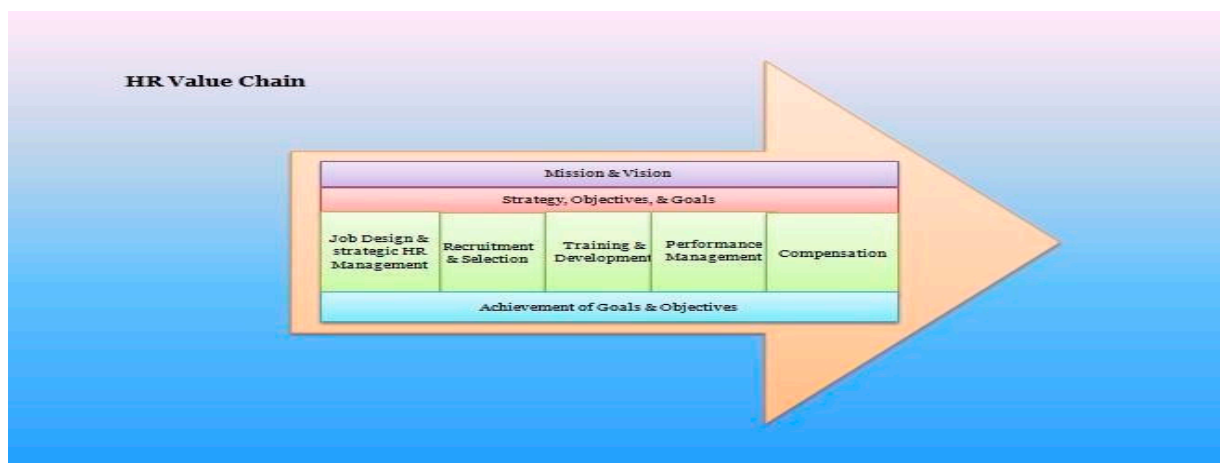 HR Value Chain
Mission & Vision
Strategy, Objectives, & Goals
Job Design &
strategic HR
Management
Recruitment
& Selection
Training &
Development
Performance
Management
Compensation
Achievement of Goals & Objectives